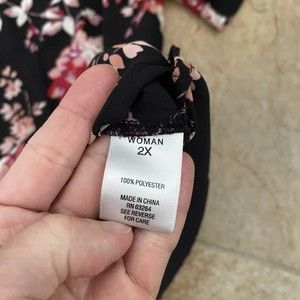 WOMAN
2X
100% POLYESTER
MADE IN CHINA
RN 63264
SEE REVERSE
FOR CARE